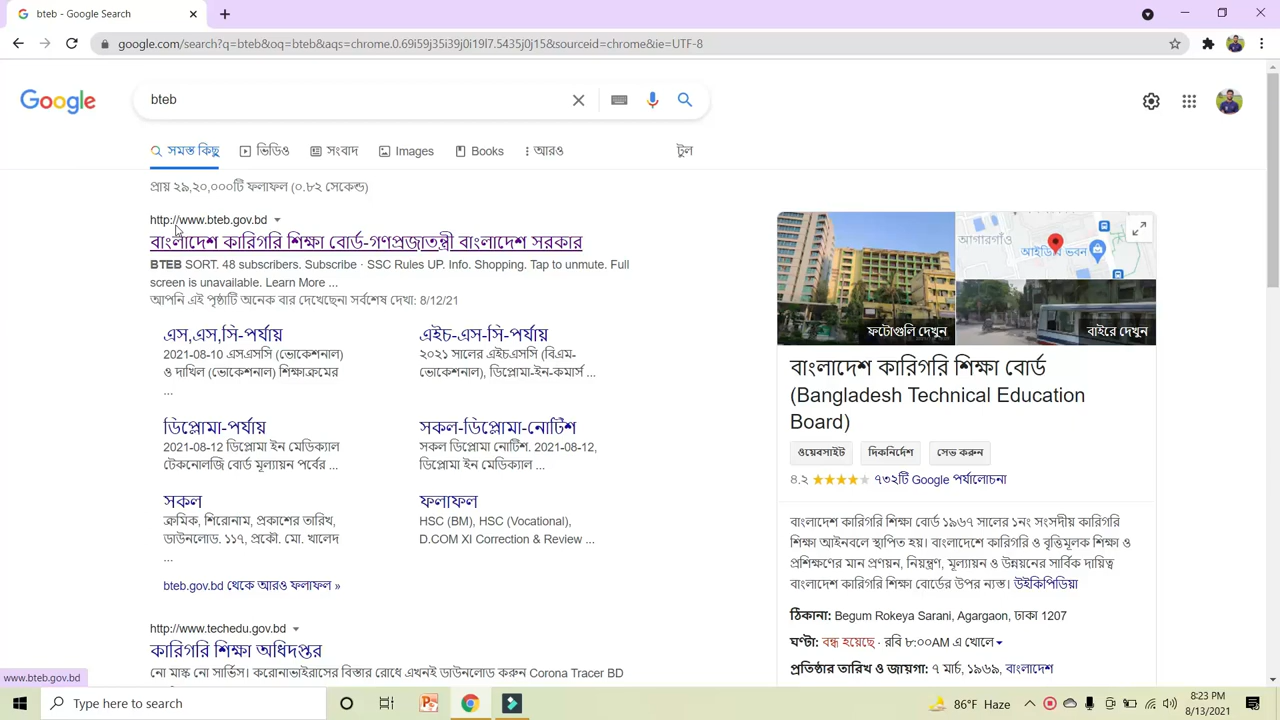 bteb - Google Search
google.com/search?q=bteb&oq=bteb&aqs=chrome.0.69i59j35i39j0i19l7.5435j0j15&sourceid=chrome&ie=UTF-8
Google
bteb
সমস্ত কিছু
ভিডিও
সংবাদ
Images
Books
আরও
টুল
প্রায় ২৯,২০,০০০টি ফলাফল (০.৮২ সেকেন্ড)
http://www.bteb.gov.bd
বাংলাদেশ কারিগরি শিক্ষা বোর্ড-গণপ্রজাতন্ত্রী বাংলাদেশ সরকার
BTEB SORT. 48 subscribers. Subscribe · SSC Rules UP. Info. Shopping. Tap to unmute. Full
screen is unavailable. Learn More ...
আপনি এই পৃষ্ঠাটি অনেক বার দেখেছেন৷ সর্বশেষ দেখা: 8/12/21
এস,এস,সি-পর্যায়
2021-08-10 এসএসসি (ভোকেশনাল)
ও দাখিল (ভোকেশনাল) শিক্ষাক্রমের
...
এইচ-এস-সি-পর্যায়
২০২১ সালের এইচএসসি (বিএম-
ভোকেশনাল), ডিপ্লোমা-ইন-কমার্স ...
ডিপ্লোমা-পর্যায়
2021-08-12 ডিপ্লোমা ইন মেডিক্যাল
টেকনোলজি বোর্ড মূল্যায়ন পর্বের ...
সকল-ডিপ্লোমা-নোটিশ
সকল ডিপ্লোমা নোটিশ. 2021-08-12,
ডিপ্লোমা ইন মেডিক্যাল ...
সকল
ক্রমিক, শিরোনাম, প্রকাশের তারিখ,
ডাউনলোড. ১১৭, প্রকৌ. মো. খালেদ
...
ফলাফল
HSC (BM), HSC (Vocational),
D.COM XI Correction & Review ...
bteb.gov.bd থেকে আরও ফলাফল »
http://www.techedu.gov.bd
কারিগরি শিক্ষা অধিদপ্তর
নো মাস্ক নো সার্ভিস। করোনাভাইরাসের বিস্তার রোধে এখনই ডাউনলোড করুন Corona Tracer BD
আগারগাঁও
আইডিবি ভবন
ফটোগুলি দেখুন
বাইরে দেখুন
বাংলাদেশ কারিগরি শিক্ষা বোর্ড
(Bangladesh Technical Education
Board)
ওয়েবসাইট
দিকনির্দেশ
সেভ করুন
৪.২ ৭৩২টি Google পর্যালোচনা
বাংলাদেশ কারিগরি শিক্ষা বোর্ড ১৯৬৭ সালের ১নং সংসদীয় কারিগরি
শিক্ষা আইনবলে স্থাপিত হয়। বাংলাদেশে কারিগরি ও বৃত্তিমূলক শিক্ষা ও
প্রশিক্ষণের মান প্রণয়ন, নিয়ন্ত্রণ, মূল্যায়ন ও উন্নয়নের সার্বিক দায়িত্ব
বাংলাদেশ কারিগরি শিক্ষা বোর্ডের উপর ন্যস্ত। উইকিপিডিয়া
ঠিকানা: Begum Rokeya Sarani, Agargaon, ঢাকা 1207
ঘণ্টা: বন্ধ হয়েছে · রবি ৮:০০AM এ খোলে
প্রতিষ্ঠার তারিখ ও জায়গা: ৭ মার্চ, ১৯৬৯, বাংলাদেশ
www.bteb.gov.bd
Type here to search
86°F Haze
8:23 PM
8/13/2021